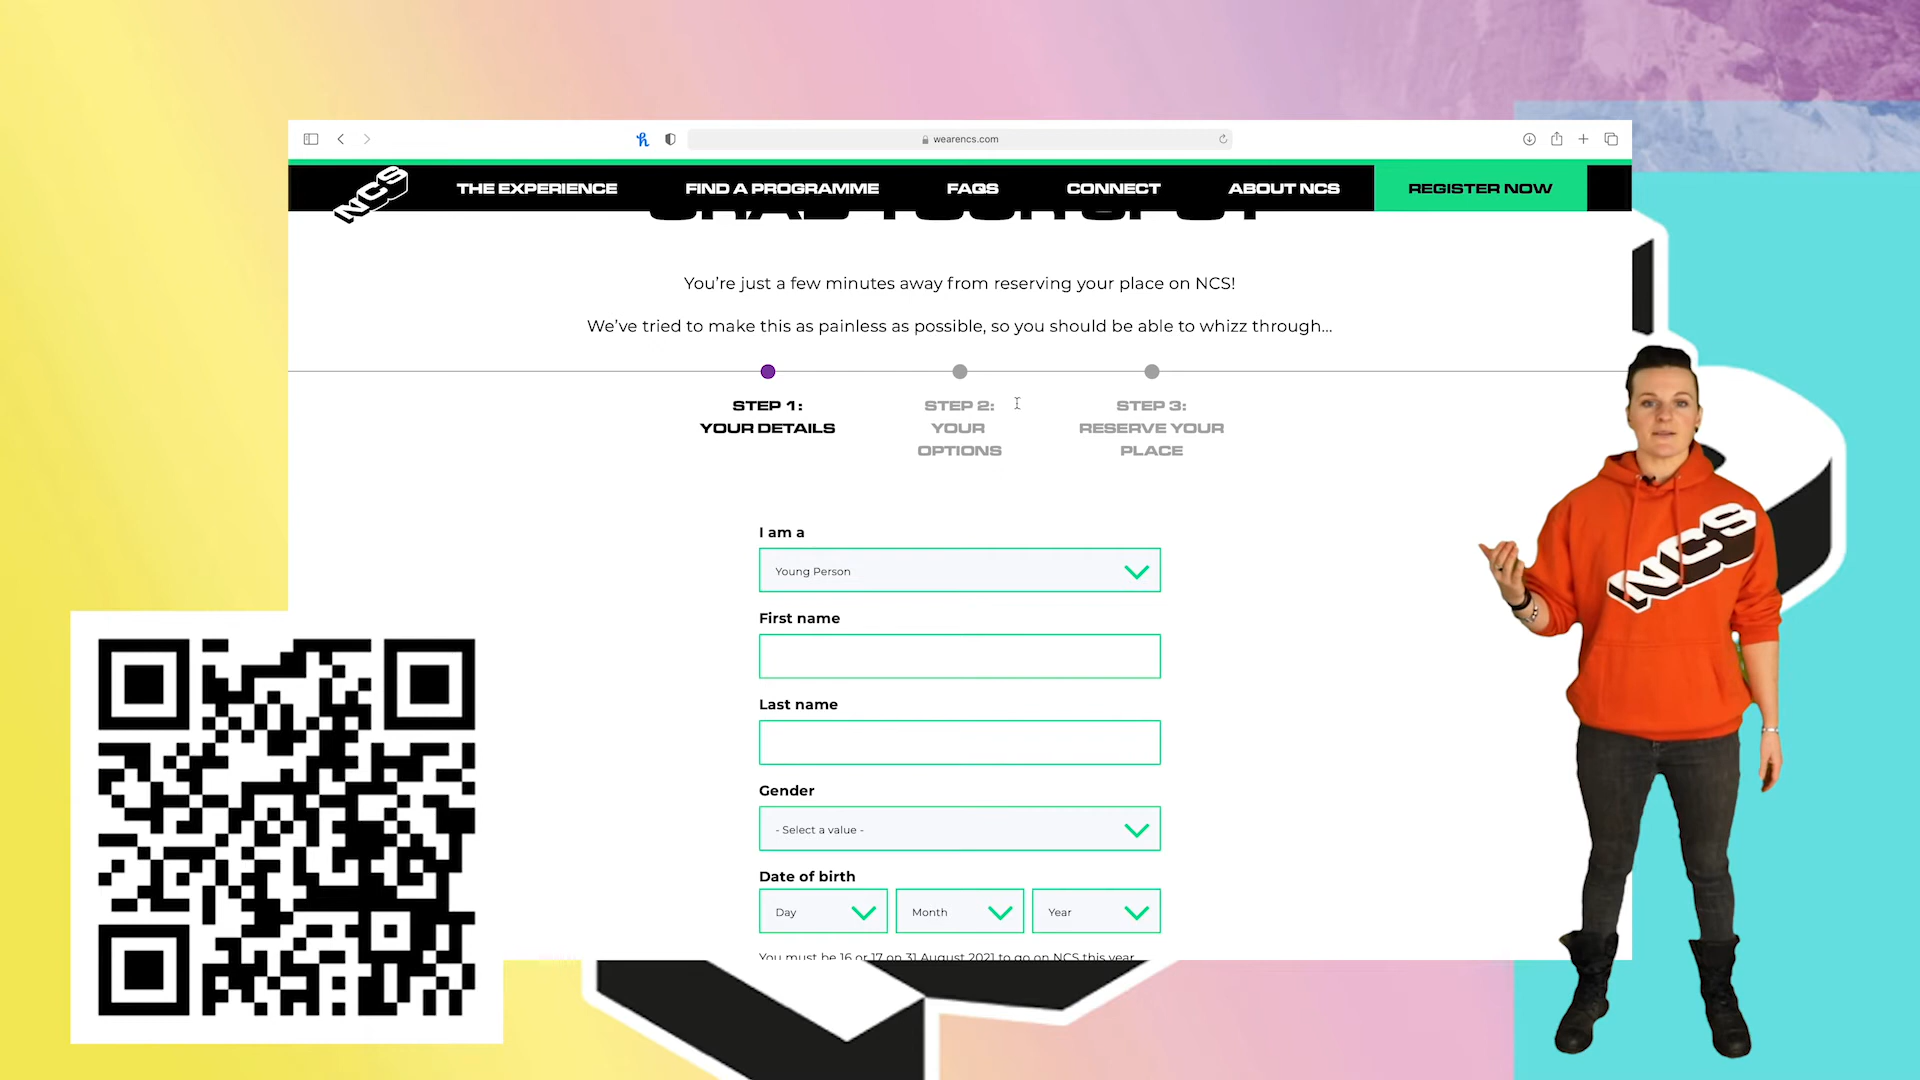 wearencs.com
NCS
THE EXPERIENCE
FIND A PROGRAMME
FAQS
CONNECT
ABOUT NCS
REGISTER NOW
GRAB YOUR SPOT
You're just a few minutes away from reserving your place on NCS!
We've tried to make this as painless as possible, so you should be able to whizz through...
STEP 1:
YOUR DETAILS
STEP 2:
YOUR
OPTIONS
STEP 3:
RESERVE YOUR
PLACE
I am a
Young Person
First name
Last name
Gender
- Select a value -
Date of birth
Day
Month
Year
You must be 16 or 17 on 31 August 2021 to go on NCS this year
NCS